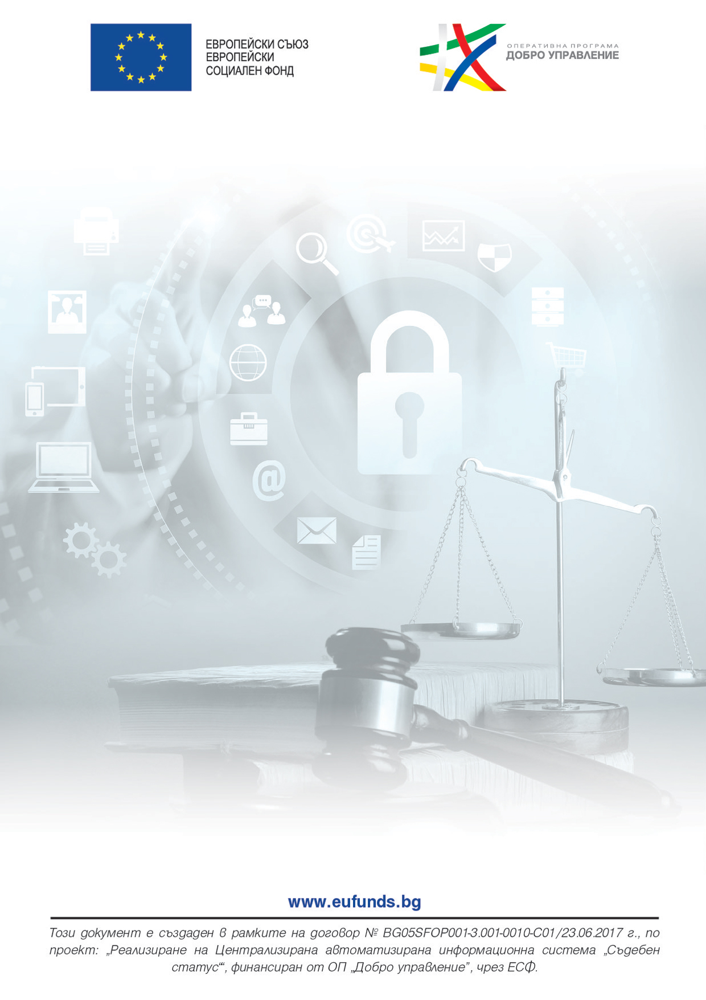 ЕВРОПЕЙСКИ СЪЮЗ
ЕВРОПЕЙСКИ
СОЦИАЛЕН ФОНД
ОПЕРАТИВНА ПРОГРАМА
ДОБРО УПРАВЛЕНИЕ
@
www.eufunds.bg
Този документ е създаден в рамките на договор № BG05SFOP001-3.001-0010-C01/23.06.2017 г., по
проект: „Реализиране на Централизирана автоматизирана информационна система „Съдебен
статус“‘, финансиран от ОП „Добро управление”, чрез ЕСФ.